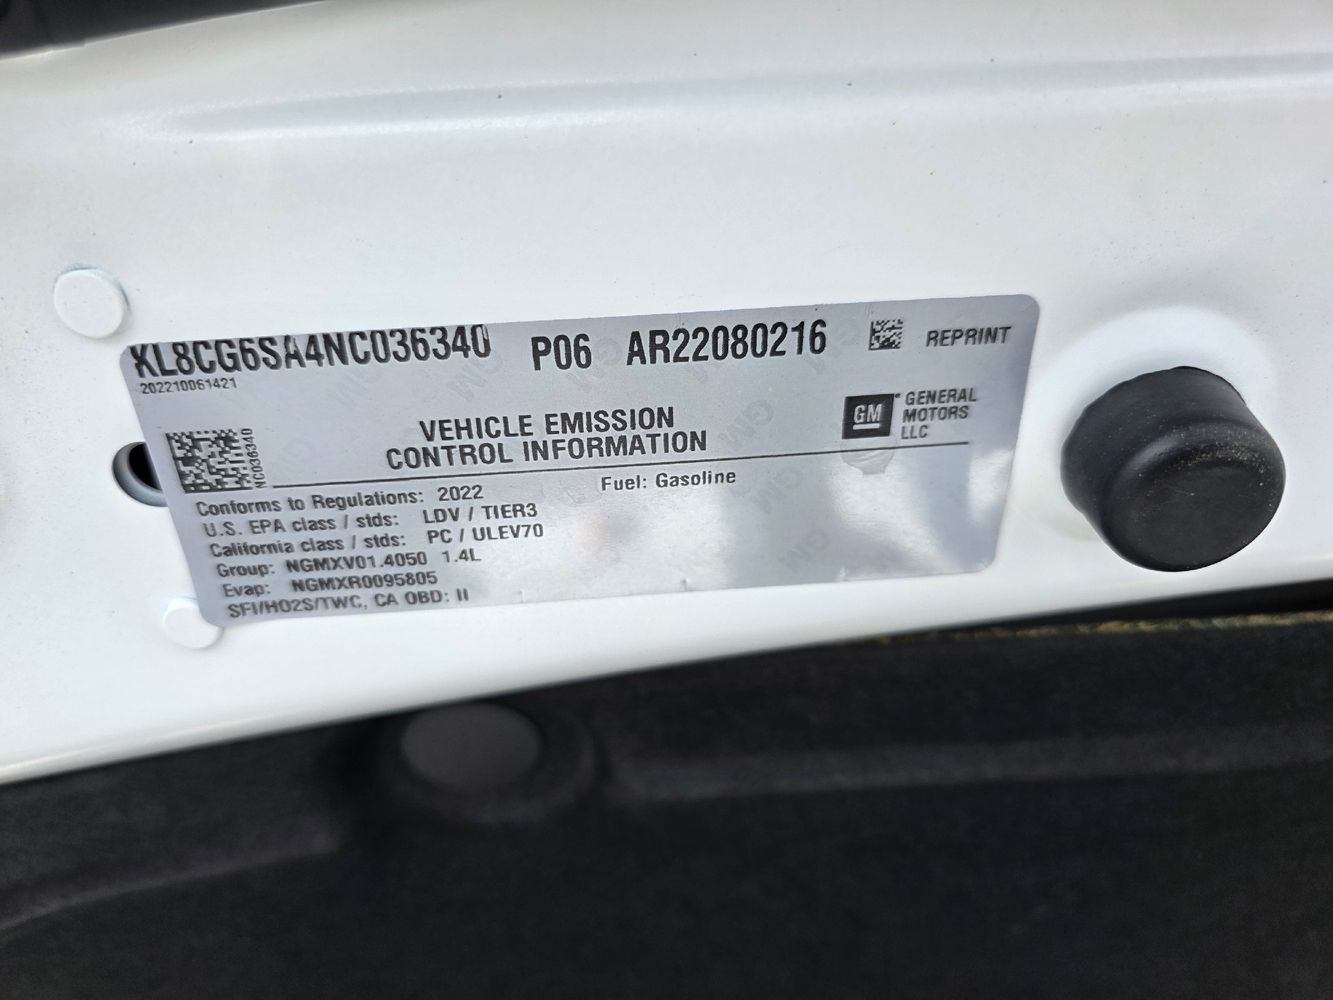 KL8CG6SA4NC036340 P06 AR22080216 REPRINT
202210061421
NC036340
VEHICLE EMISSION
CONTROL INFORMATION
GM GENERAL
MOTORS
LLC
Fuel: Gasoline
Conforms to Regulations: 2022
U.S. EPA class / stds: LDV / TIER3
California class / stds: PC / ULEV70
Group: NGMXV01.4050 1.4L
Evap: NGMXR0095805
SFI/HO2S/TWC, CA OBD: II